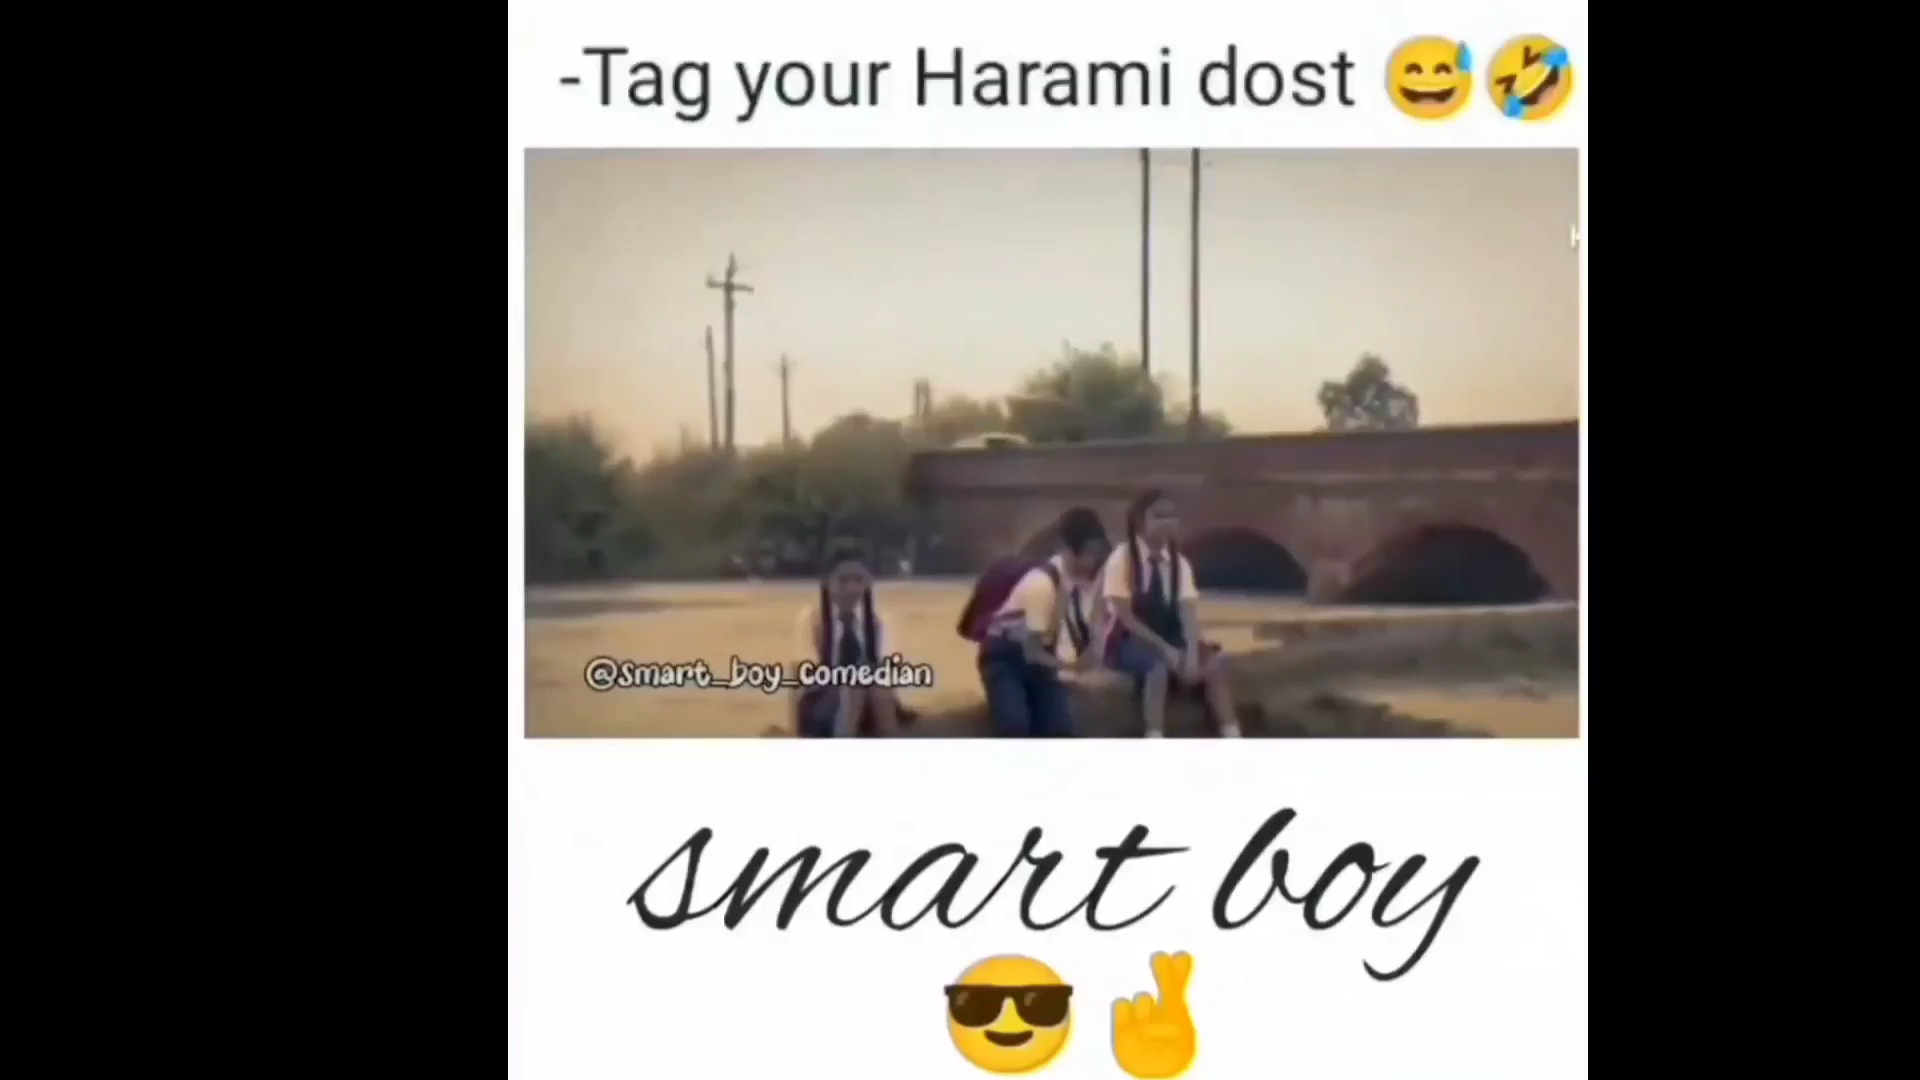 -Tag your Harami dost 😅🤣
@smart_boy_comedian
smart boy
😎🤞